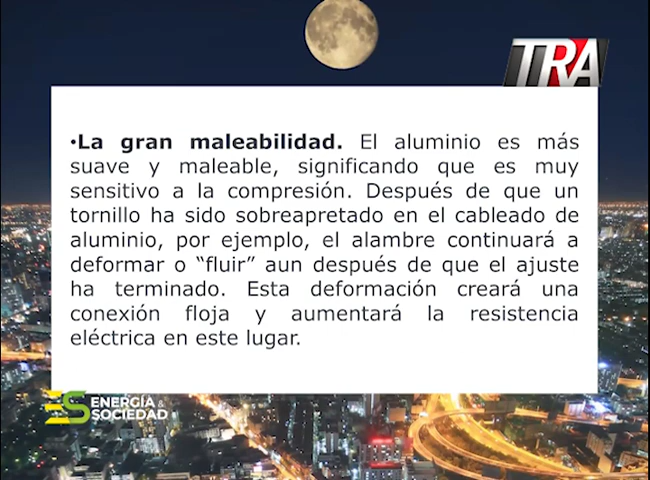 TRA
•La gran maleabilidad. El aluminio es más
suave y maleable, significando que es muy
sensitivo a la compresión. Después de que un
tornillo ha sido sobreapretado en el cableado de
aluminio, por ejemplo, el alambre continuará a
deformar o “fluir” aun después de que el ajuste
ha terminado. Esta deformación creará una
conexión floja y aumentará la resistencia
eléctrica en este lugar.
ES ENERGÍA &
SOCIEDAD